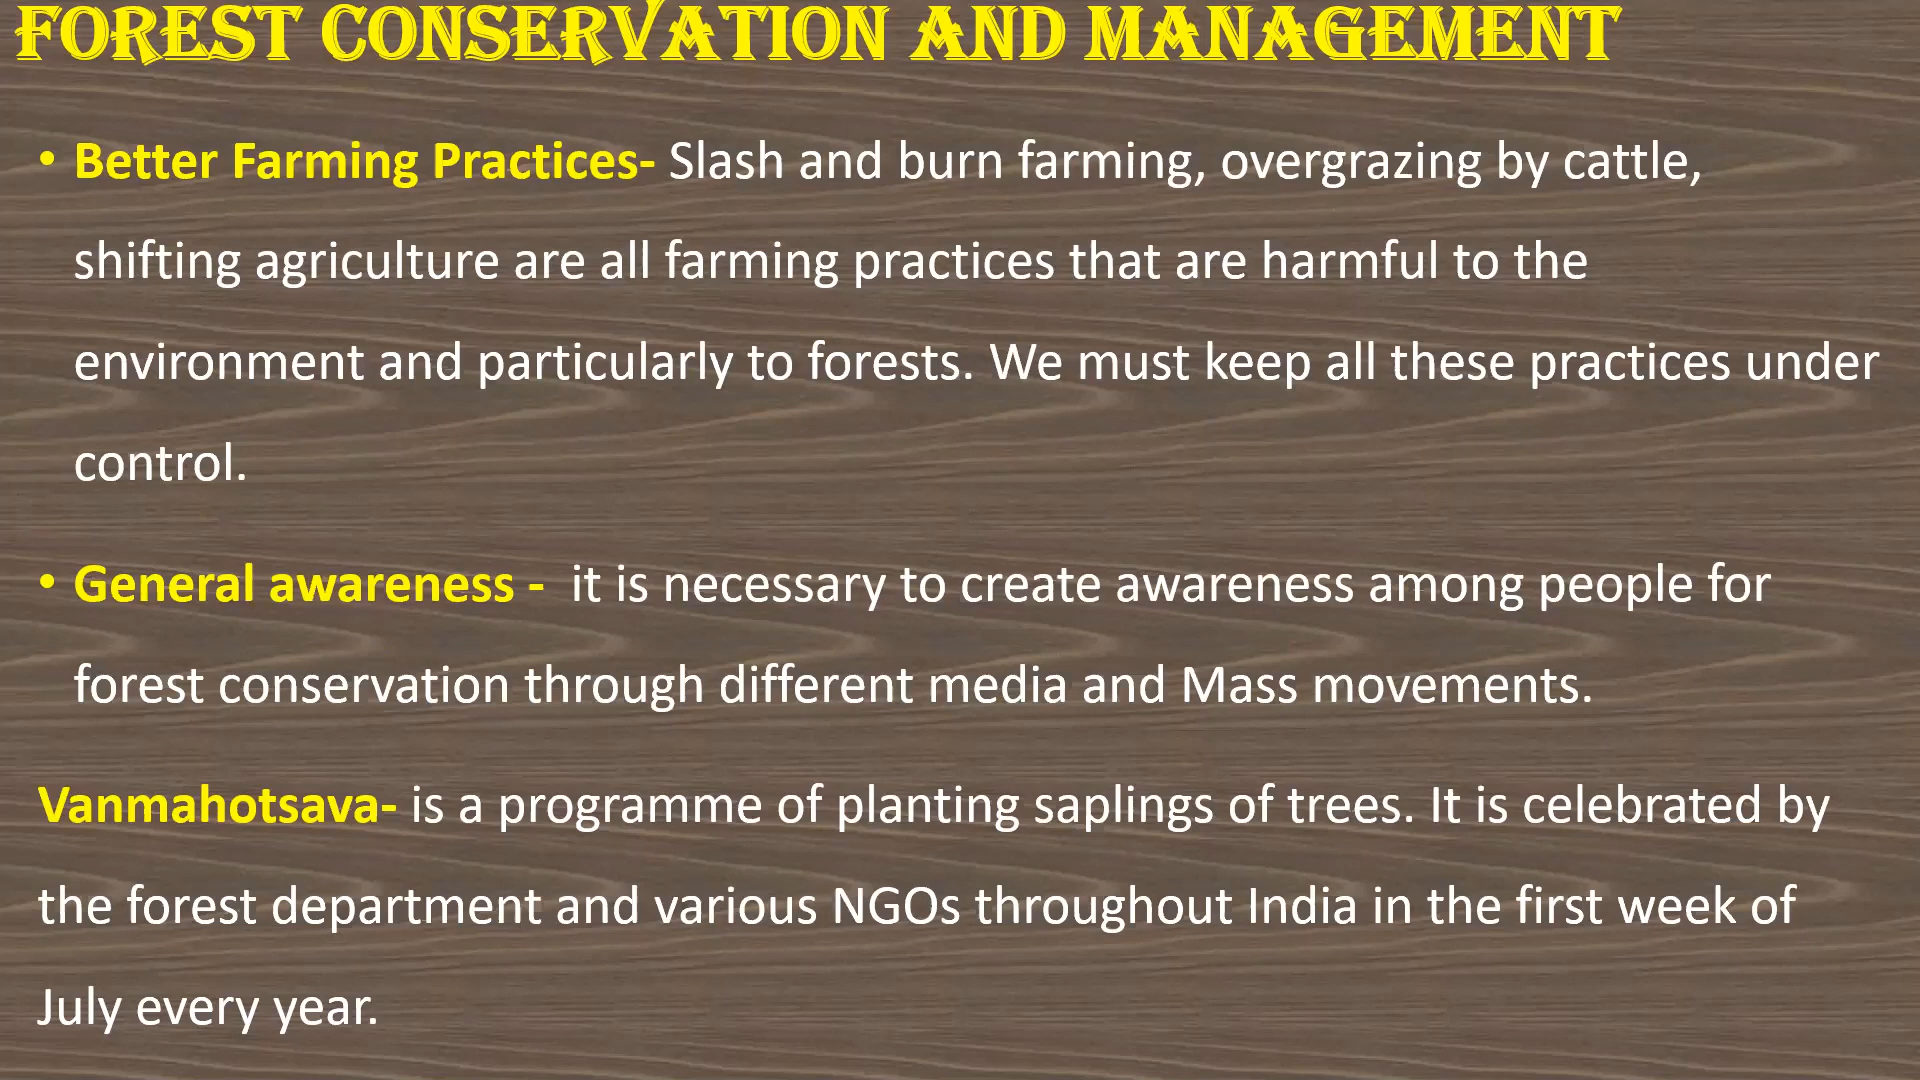 FOREST CONSERVATION AND MANAGEMENT
• Better Farming Practices- Slash and burn farming, overgrazing by cattle,
shifting agriculture are all farming practices that are harmful to the
environment and particularly to forests. We must keep all these practices under
control.
• General awareness - it is necessary to create awareness among people for
forest conservation through different media and Mass movements.
Vanmahotsava- is a programme of planting saplings of trees. It is celebrated by
the forest department and various NGOs throughout India in the first week of
July every year.